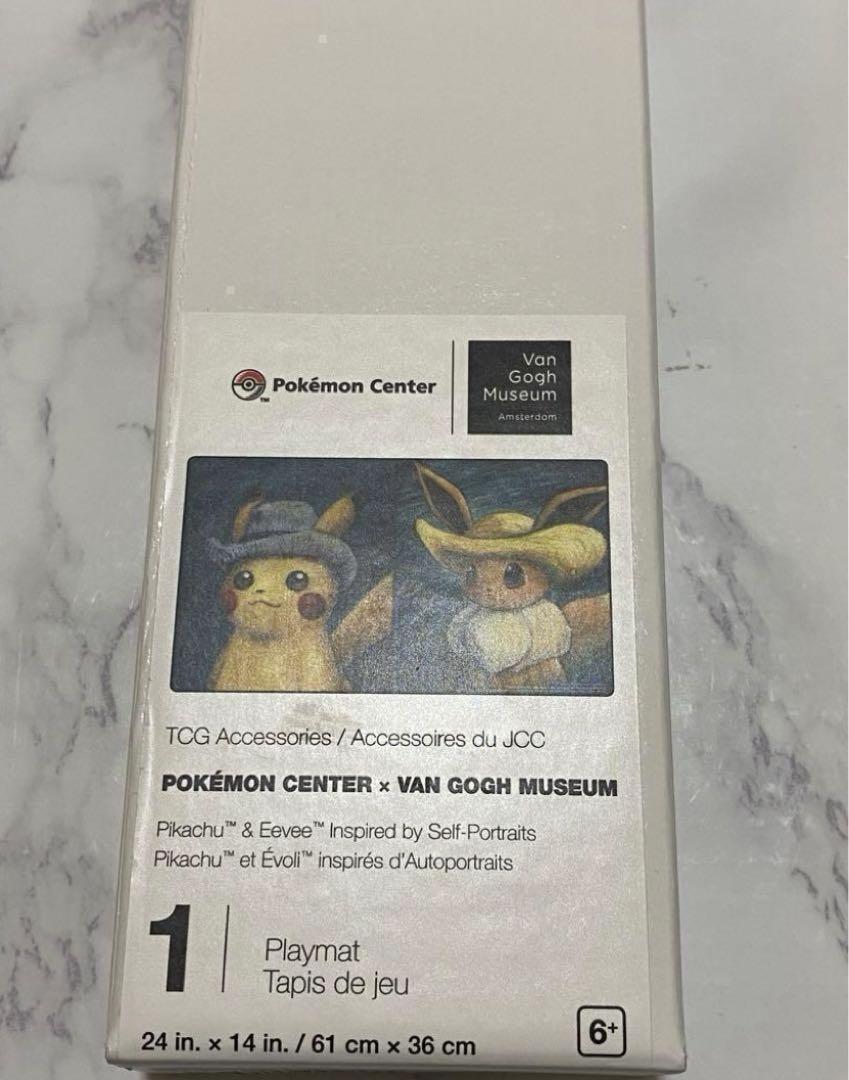 Pokémon Center
TM
Van
Gogh
Museum
Amsterdam
TCG Accessories / Accessoires du JCC
POKÉMON CENTER × VAN GOGH MUSEUM
Pikachu™ & Eevee™ Inspired by Self-Portraits
Pikachu™ et Évoli™ inspirés d'Autoportraits
1
Playmat
Tapis de jeu
24 in. × 14 in. / 61 cm × 36 cm
6+